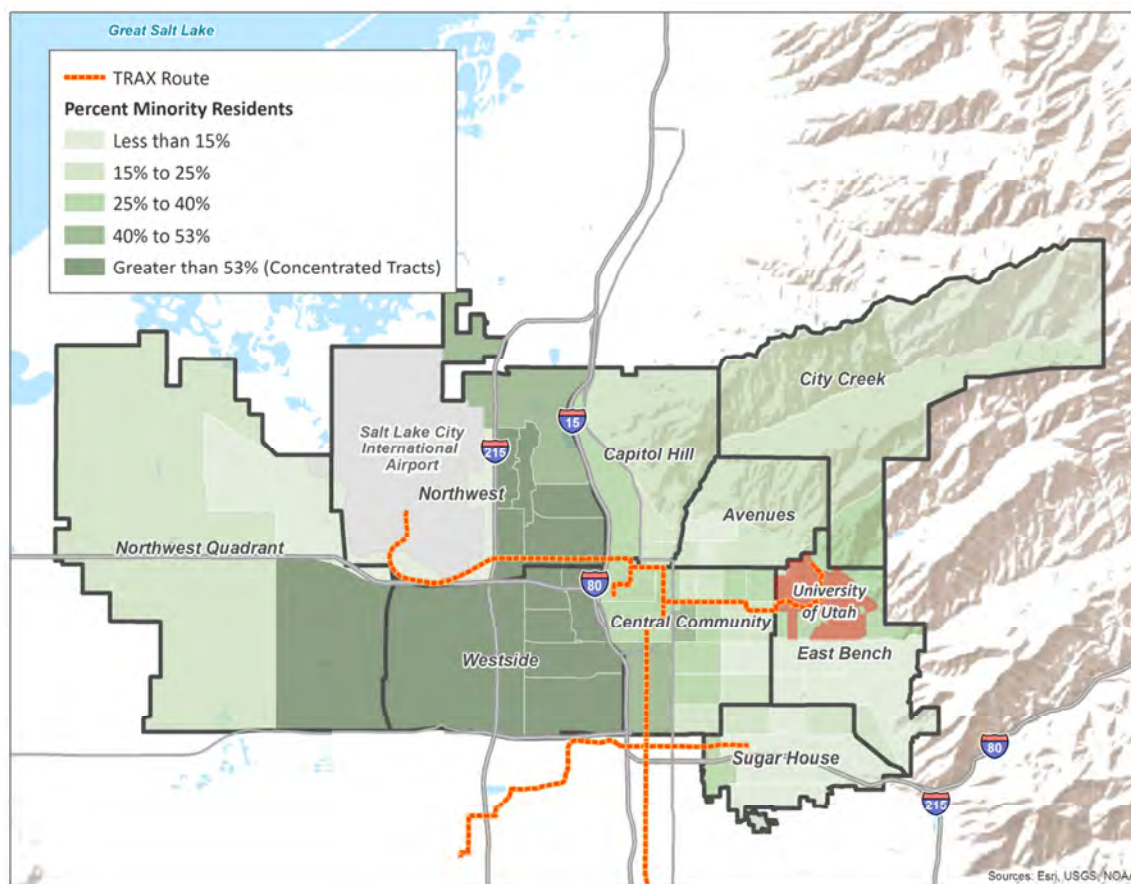 Great Salt Lake
TRAX Route
Percent Minority Residents
Less than 15%
15% to 25%
25% to 40%
40% to 53%
Greater than 53% (Concentrated Tracts)
City Creek
Salt Lake City
International
Airport
15
215
Capitol Hill
Northwest
Avenues
Northwest Quadrant
80
University
of Utah
Central Community
Westside
East Bench
Sugar House
80
215
Sources: Esri, USGS, NOAA